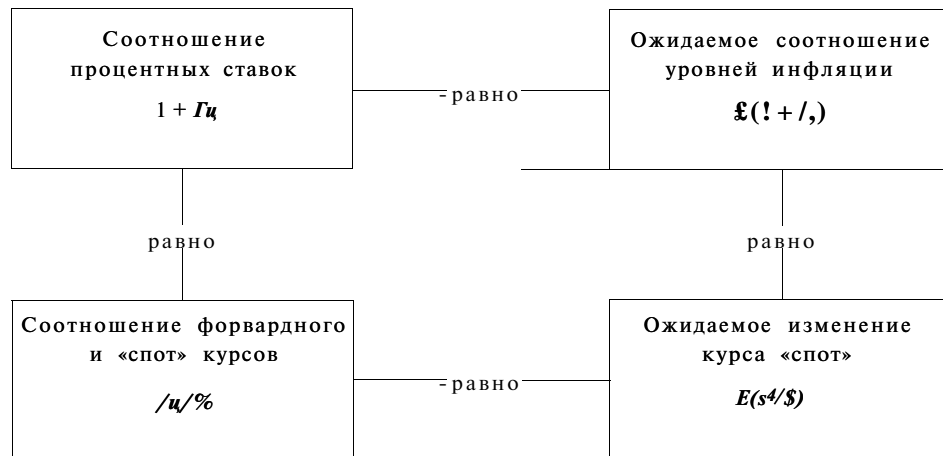 Соотношение
процентных ставок
1 + Гц
- равно
Ожидаемое соотношение
уровней инфляции
£(! + /,)
равно
равно
Соотношение форвардного
и «спот» курсов
/ц/%
- равно
Ожидаемое изменение
курса «спот»
E(s4/$)